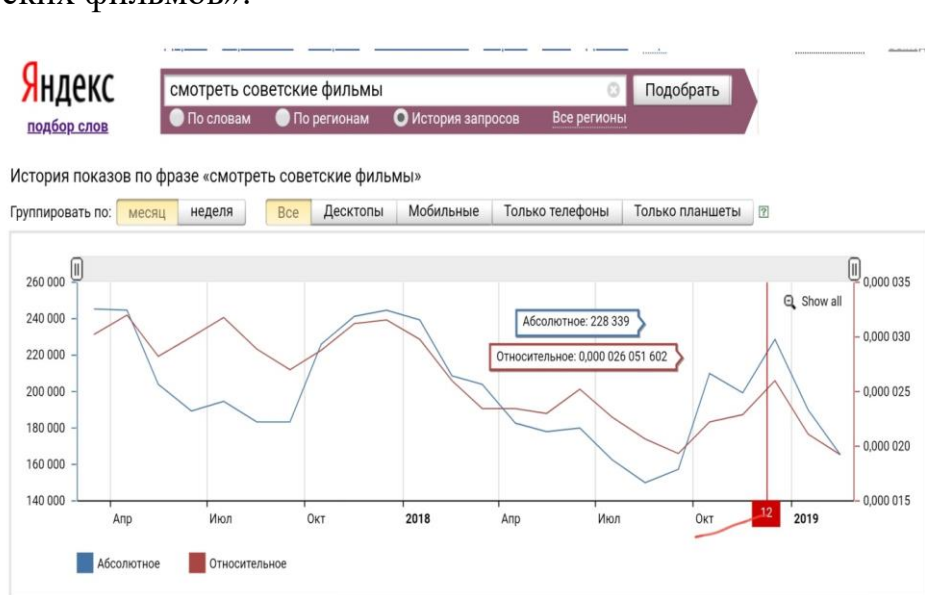 ских фильмов».
Яндекс
подбор слов
смотреть советские фильмы
Подобрать
По словам По регионам История запросов Все регионы
История показов по фразе «смотреть советские фильмы»
Группировать по: месяц неделя Все Десктопы Мобильные Только телефоны Только планшеты ?
260 000
240 000
220 000
200 000
180 000
160 000
140 000
0,000 035
0,000 030
0,000 025
0,000 020
0,000 015
Show all
Абсолютное: 228 339
Относительное: 0,000 026 051 602
Апр Июл Окт 2018 Апр Июл Окт 12 2019
Абсолютное Относительное